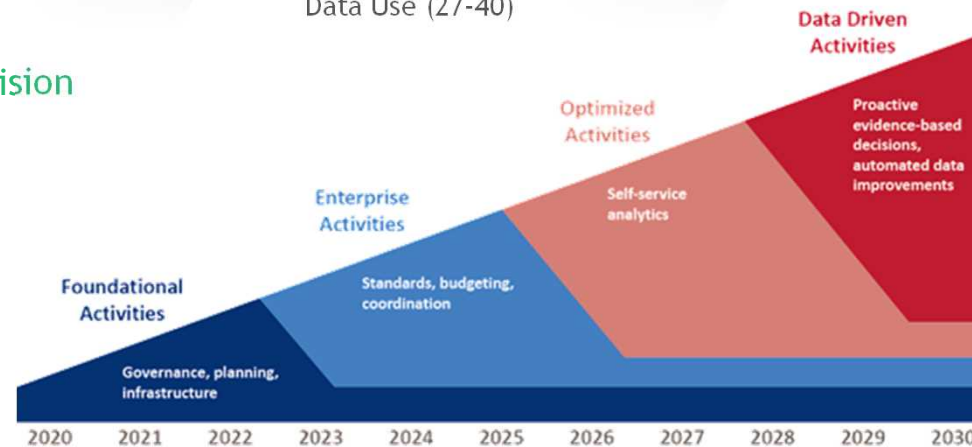 Data Use (27-40)
ision
Data Driven
Activities
Proactive
evidence-based
decisions,
automated data
improvements
Optimized
Activities
Self-service
analytics
Enterprise
Activities
Standards, budgeting,
coordination
Foundational
Activities
Governance, planning,
infrastructure
2020 2021 2022 2023 2024 2025 2026 2027 2028 2029 2030